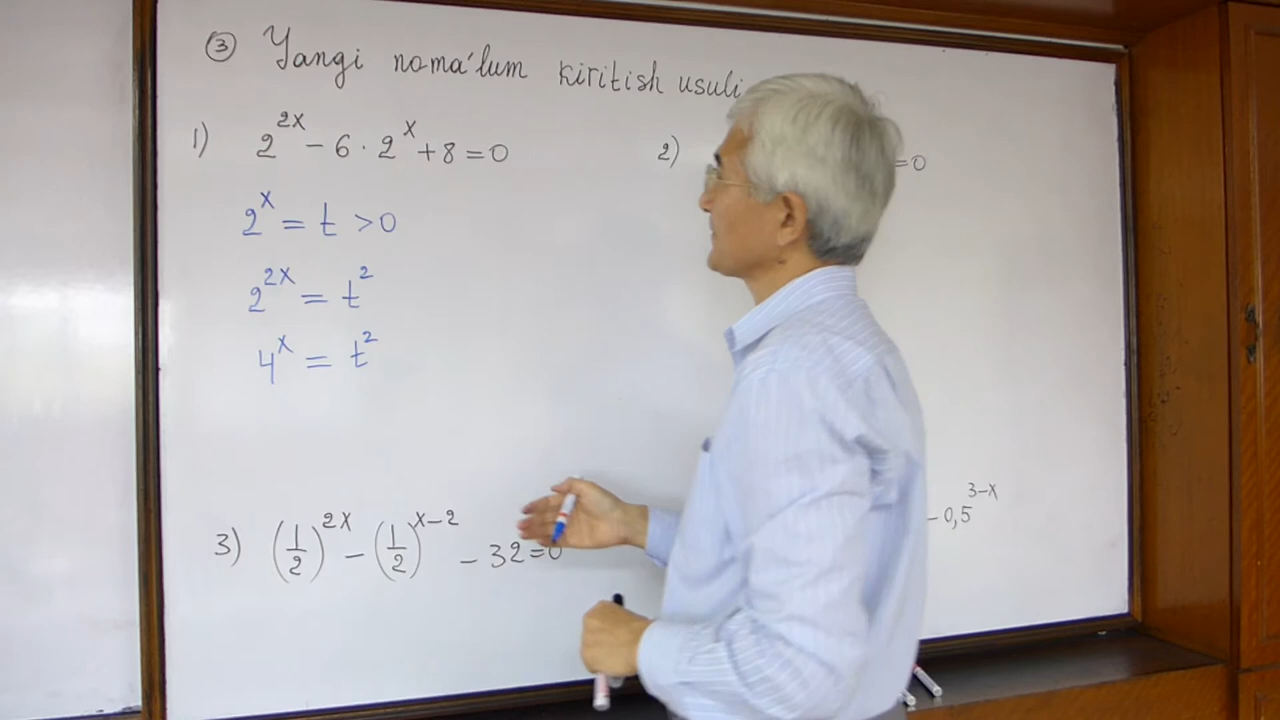 ③ Yangi noma'lum kiritish usuli
1) 2^{2x} - 6 · 2^x + 8 = 0
2^x = t > 0
2^{2x} = t^2
4^x = t^2
2) =0
3) (1/2)^{2x} - (1/2)^{x-2} - 32 = 0
- 0,5^{3-x}